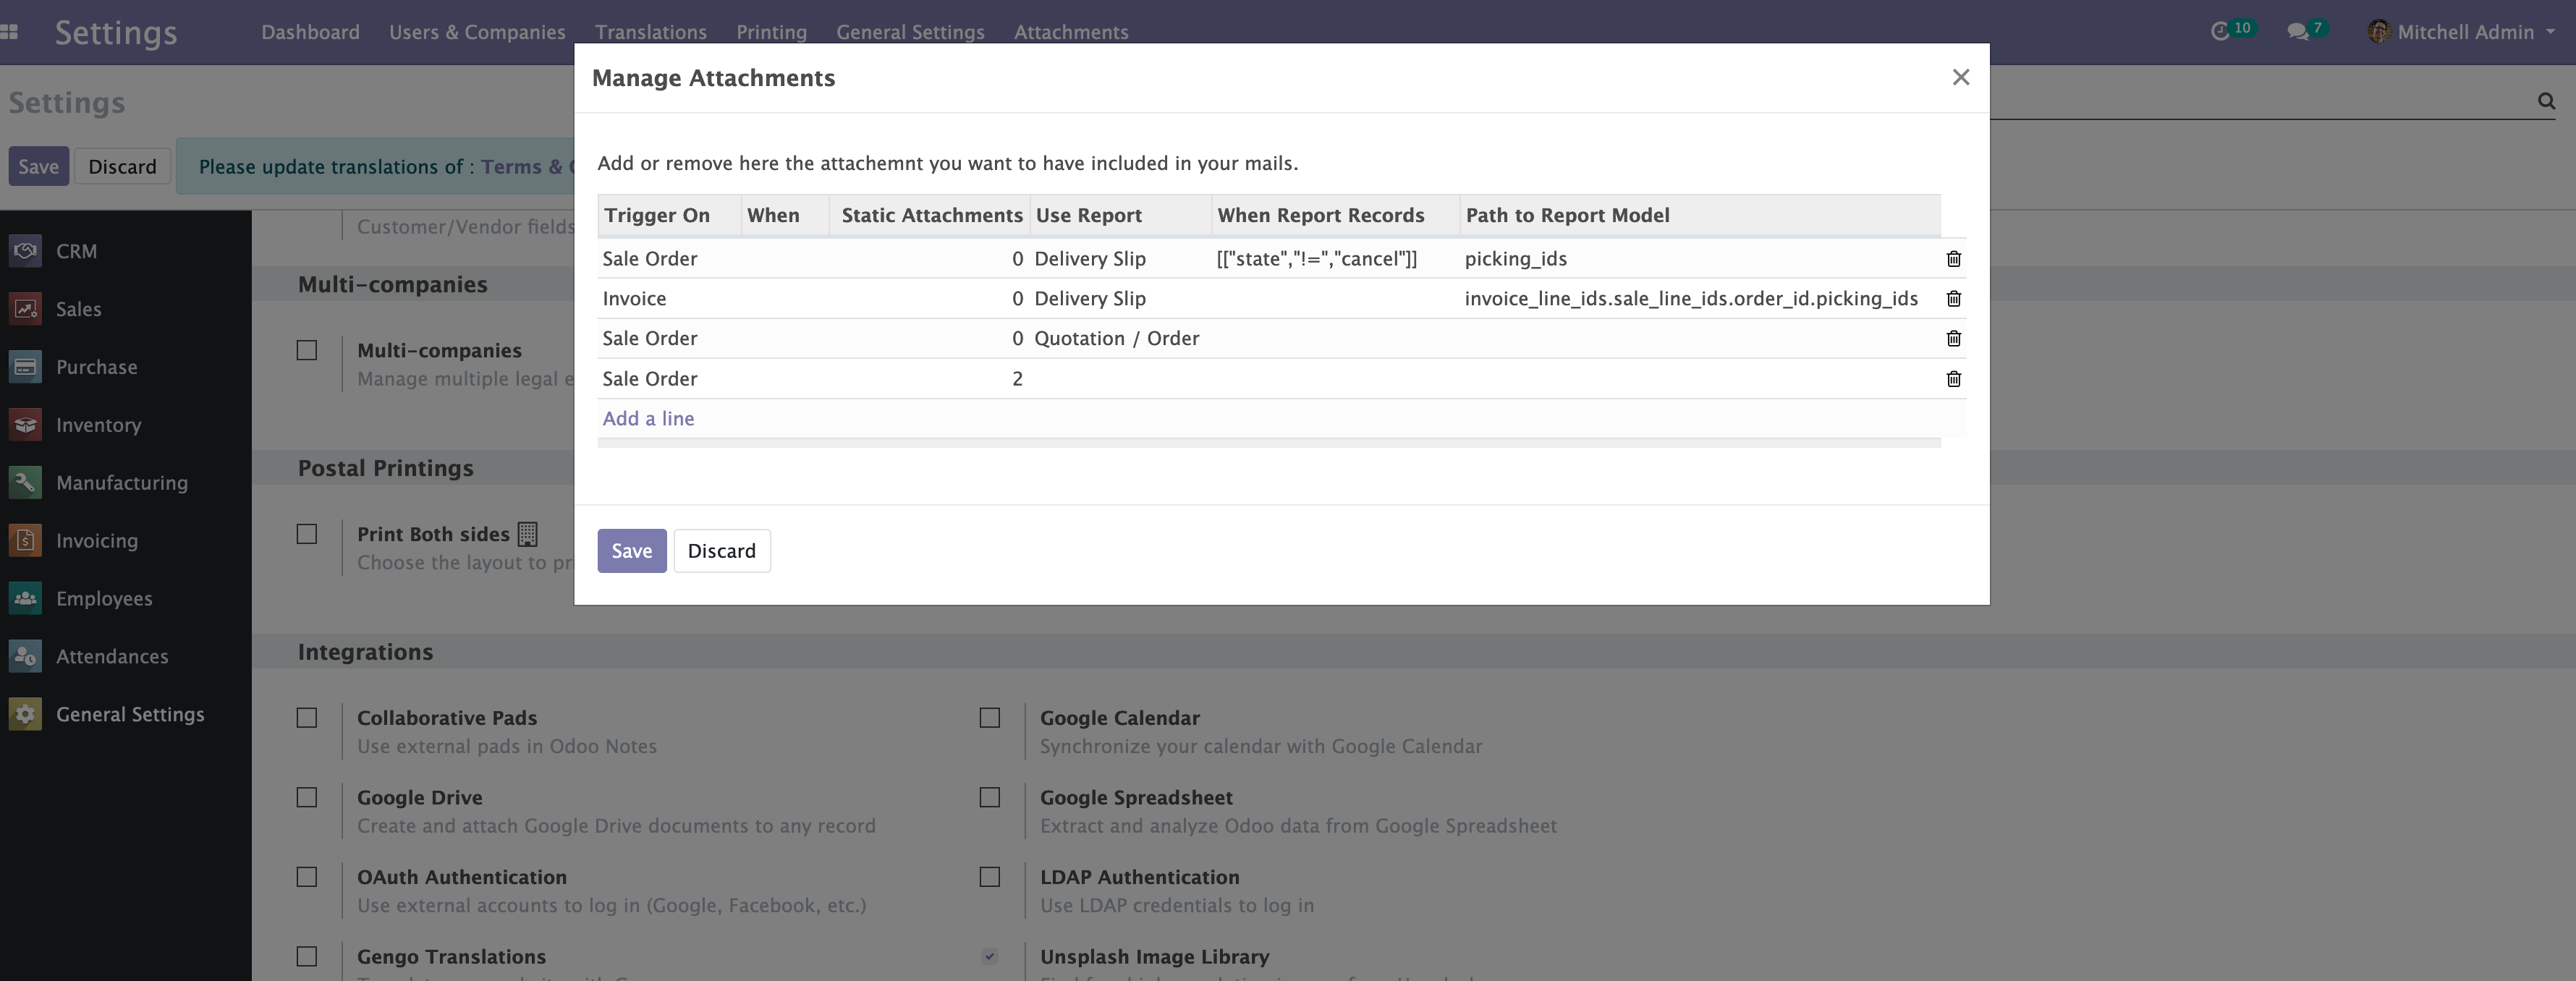 Settings Dashboard Users & Companies Translations Printing General Settings Attachments 10 7 Mitchell Admin
Settings
Save Discard Please update translations of : Terms &
Manage Attachments
Add or remove here the attachemnt you want to have included in your mails.
Trigger On When Static Attachments Use Report When Report Records Path to Report Model
Sale Order 0 Delivery Slip [["state","!=","cancel"]] picking_ids
Invoice 0 Delivery Slip invoice_line_ids.sale_line_ids.order_id.picking_ids
Sale Order 0 Quotation / Order
Sale Order 2
Add a line
Save Discard
CRM
Sales
Purchase
Inventory
Manufacturing
Invoicing
Employees
Attendances
General Settings
Customer/Vendor fields
Multi-companies
Multi-companies
Manage multiple legal e
Postal Printings
Print Both sides
Choose the layout to pr
Integrations
Collaborative Pads
Use external pads in Odoo Notes
Google Calendar
Synchronize your calendar with Google Calendar
Google Drive
Create and attach Google Drive documents to any record
Google Spreadsheet
Extract and analyze Odoo data from Google Spreadsheet
OAuth Authentication
Use external accounts to log in (Google, Facebook, etc.)
LDAP Authentication
Use LDAP credentials to log in
Gengo Translations
Unsplash Image Library